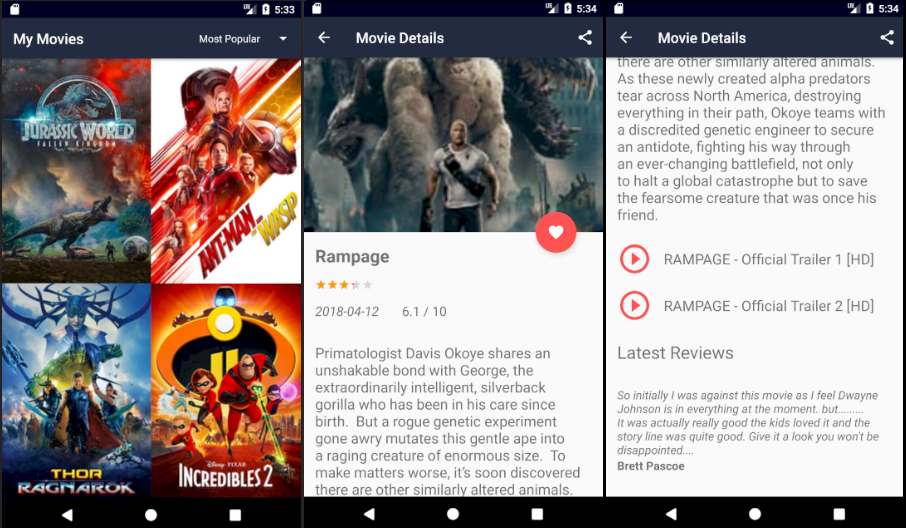 5:33
My Movies
Most Popular
JURASSIC WORLD
FALLEN KINGDOM
ANT-MAN
AND THE
WASP
THOR
RAGNAROK
DISNEY · PIXAR
INCREDIBLES 2
5:34
Movie Details
Rampage
2018-04-12 6.1 / 10
Primatologist Davis Okoye shares an
unshakable bond with George, the
extraordinarily intelligent, silverback
gorilla who has been in his care since
birth. But a rogue genetic experiment
gone awry mutates this gentle ape into
a raging creature of enormous size. To
make matters worse, it's soon discovered
there are other similarly altered animals.
5:34
Movie Details
there are other similarly altered animals.
As these newly created alpha predators
tear across North America, destroying
everything in their path, Okoye teams with
a discredited genetic engineer to secure
an antidote, fighting his way through
an ever-changing battlefield, not only
to halt a global catastrophe but to save
the fearsome creature that was once his
friend.
RAMPAGE - Official Trailer 1 [HD]
RAMPAGE - Official Trailer 2 [HD]
Latest Reviews
So initially I was against this movie as I feel Dwayne
Johnson is in everything at the moment. but.........
It was actually really good the kids loved it and the
story line was quite good. Give it a look you won't be
disappointed....
Brett Pascoe